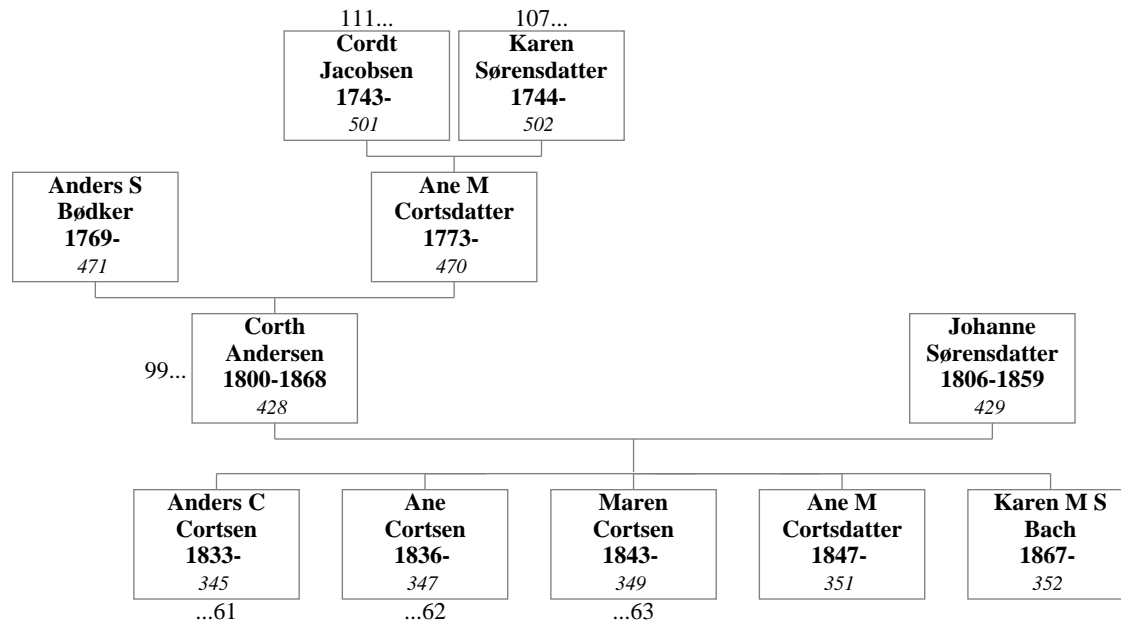 111...
Cordt
Jacobsen
1743-
501
107...
Karen
Sørensdatter
1744-
502
Anders S
Bødker
1769-
471
Ane M
Cortsdatter
1773-
470
99...
Corth
Andersen
1800-1868
428
Johanne
Sørensdatter
1806-1859
429
Anders C
Cortsen
1833-
345
...61
Ane
Cortsen
1836-
347
...62
Maren
Cortsen
1843-
349
...63
Ane M
Cortsdatter
1847-
351
Karen M S
Bach
1867-
352